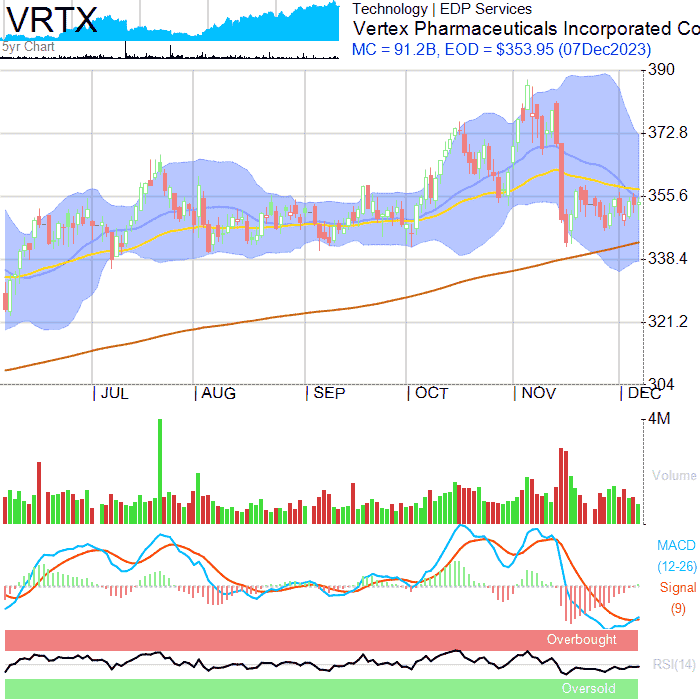 VRTX
5yr Chart
Technology | EDP Services
Vertex Pharmaceuticals Incorporated Co
MC = 91.2B, EOD = $353.95 (07Dec2023)
390
372.8
355.6
338.4
321.2
304
JUL AUG SEP OCT NOV DEC
4M
Volume
MACD
(12-26)
Signal
(9)
Overbought
RSI(14)
Oversold